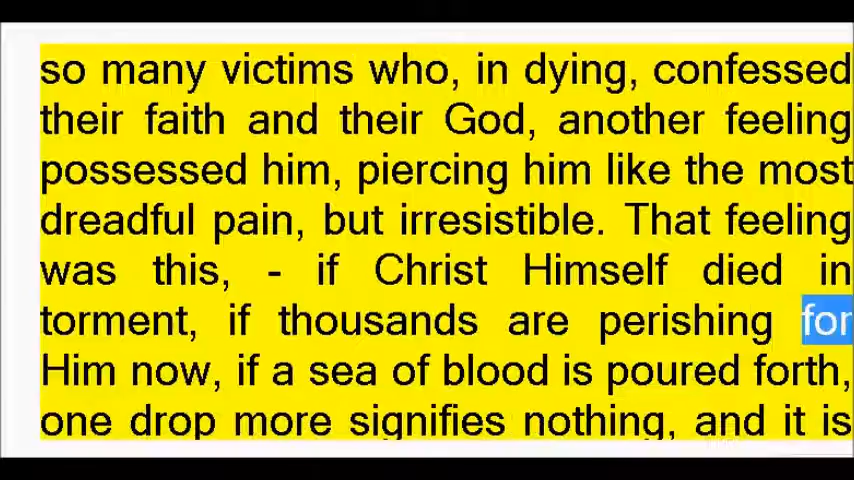 so many victims who, in dying, confessed
their faith and their God, another feeling
possessed him, piercing him like the most
dreadful pain, but irresistible. That feeling
was this, - if Christ Himself died in
torment, if thousands are perishing for
Him now, if a sea of blood is poured forth,
one drop more signifies nothing, and it is